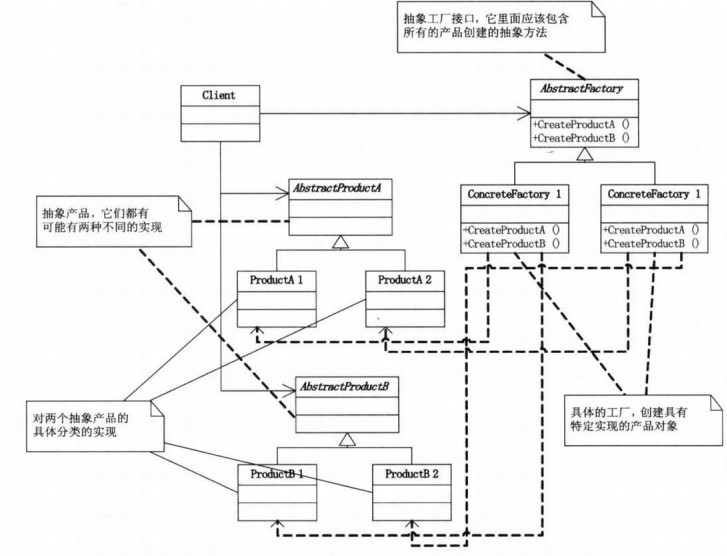 抽象工厂接口，它里面应该包含
所有的产品创建的抽象方法
Client
AbstractFactory
+CreateProductA ()
+CreateProductB ()
抽象产品，它们都有
可能有两种不同的实现
AbstractProductA
ConcreteFactory 1
+CreateProductA ()
+CreateProductB ()
ConcreteFactory 1
+CreateProductA ()
+CreateProductB ()
ProductA 1
ProductA 2
AbstractProductB
对两个抽象产品的
具体分类的实现
具体的工厂，创建具有
特定实现的产品对象
ProductB 1
ProductB 2